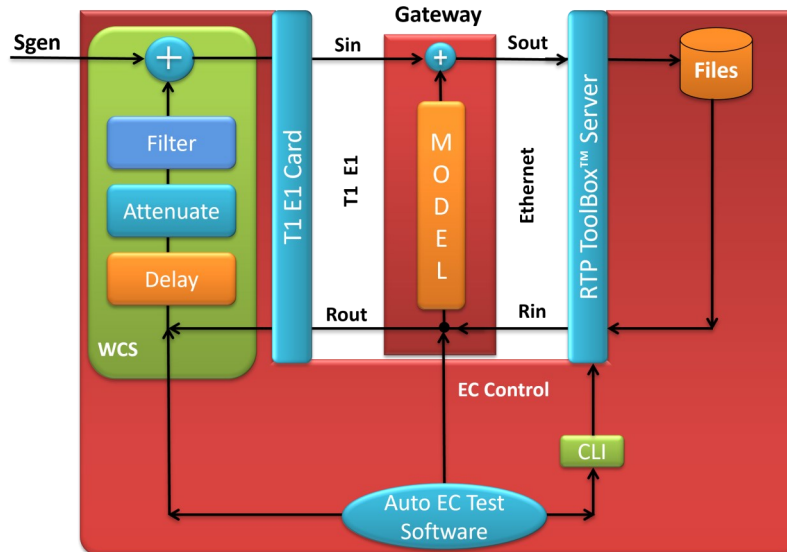 Gateway
Sgen
Sin
Sout
Files
Filter
Attenuate
Delay
WCS
T1 E1 Card
T1 E1
MODEL
Ethernet
RTP ToolBox™ Server
Rout
Rin
EC Control
CLI
Auto EC Test
Software